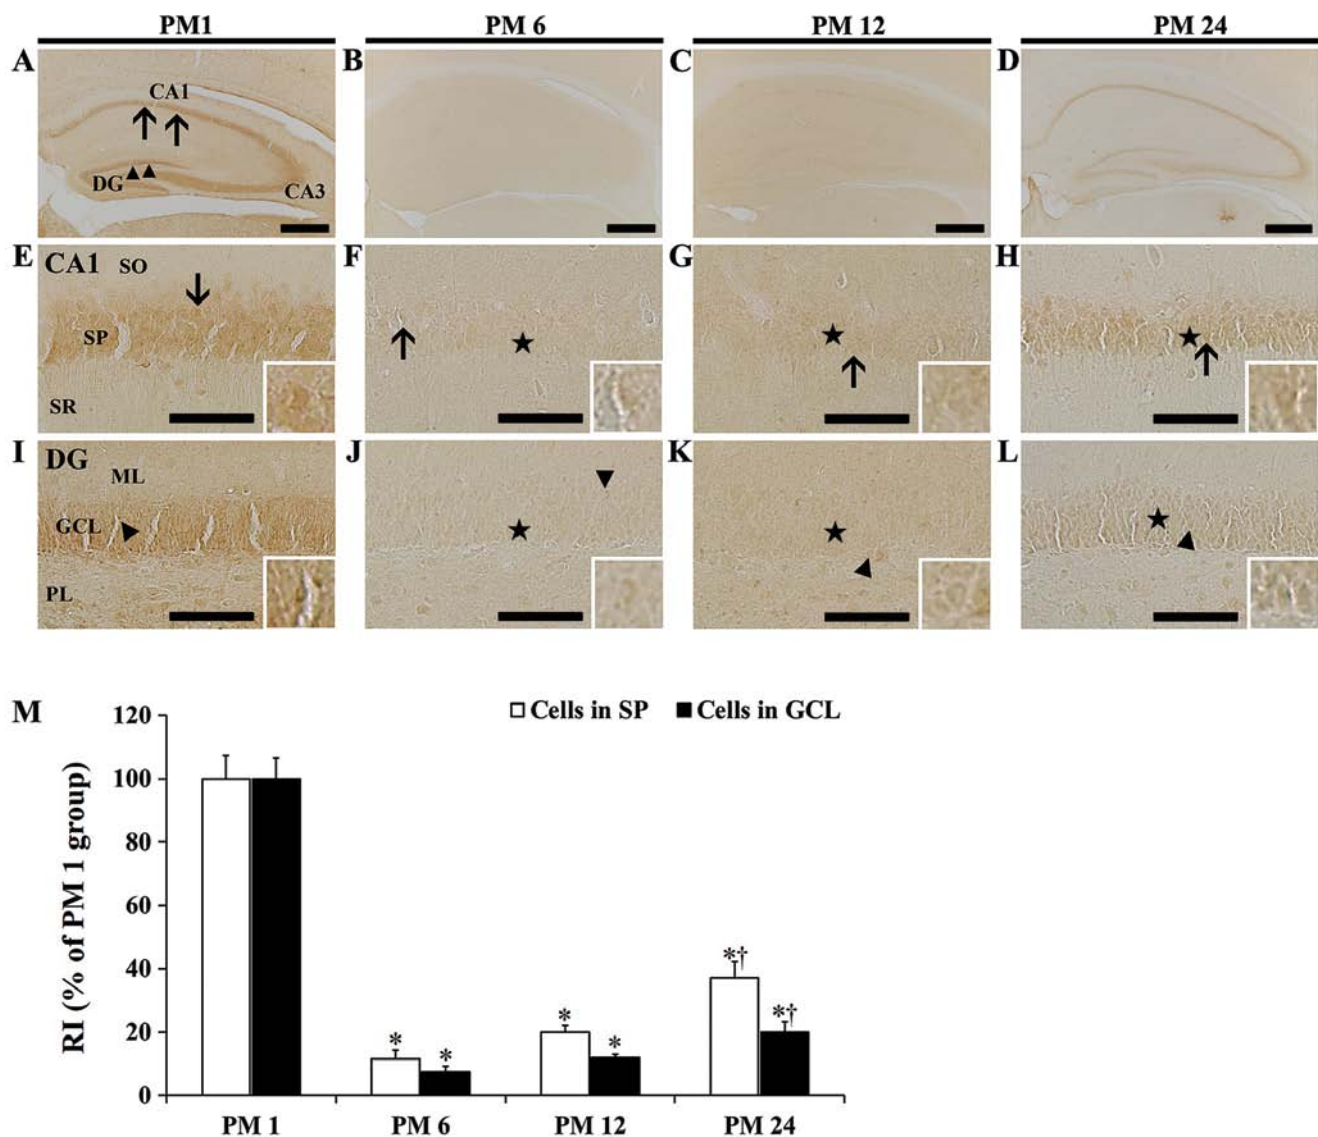 PM1 PM 6 PM 12 PM 24
A B C D
CA1
DG
CA3
E CA1 SO F G H
SP
SR
I DG J K L
ML
GCL
PL
M
120
100
80
60
40
20
0
RI (% of PM 1 group)
Cells in SP Cells in GCL
* * * * *† *†
PM 1 PM 6 PM 12 PM 24